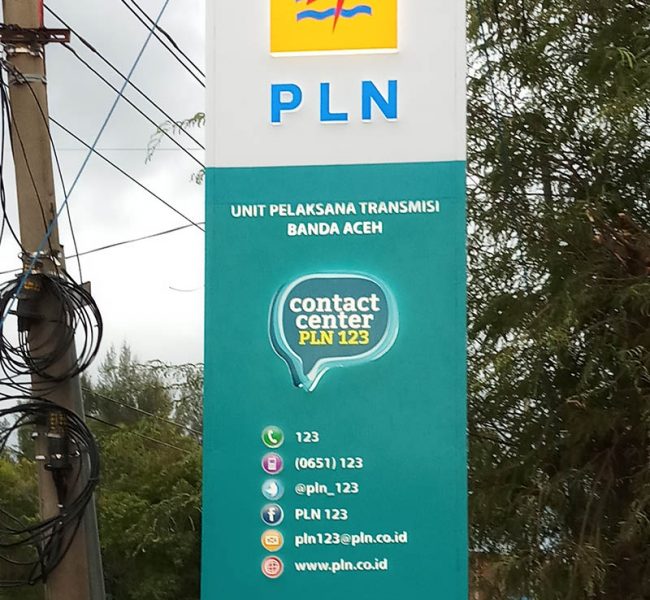 PLN
UNIT PELAKSANA TRANSMISI
BANDA ACEH
contact
center
PLN 123
123
(0651) 123
@pln_123
PLN 123
pln123@pln.co.id
www.pln.co.id